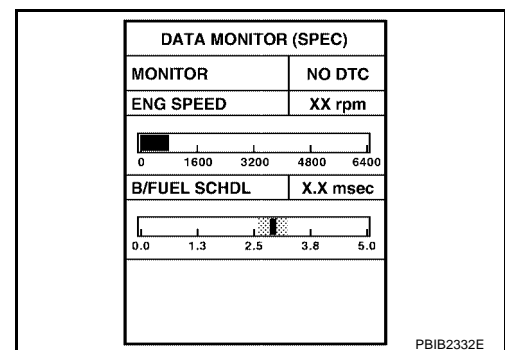 DATA MONITOR (SPEC)
MONITOR NO DTC
ENG SPEED XX rpm
0 1600 3200 4800 6400
B/FUEL SCHDL X.X msec
0.0 1.3 2.5 3.8 5.0
PBIB2332E